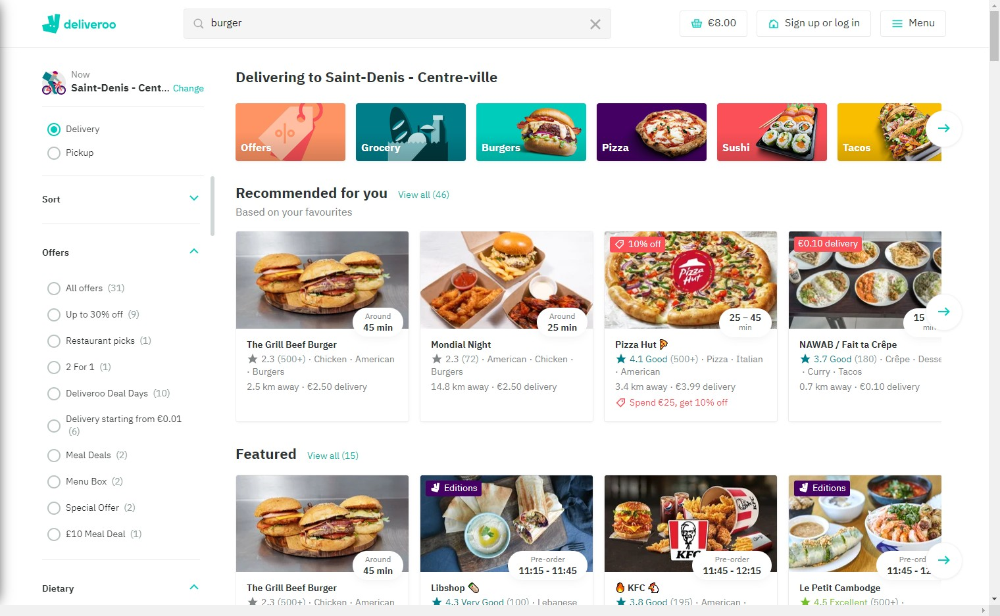 deliveroo
burger
€8.00
Sign up or log in
Menu
Now
Saint-Denis - Cent... Change
Delivery
Pickup
Sort
Offers
All offers (31)
Up to 30% off (9)
Restaurant picks (1)
2 For 1 (1)
Deliveroo Deal Days (10)
Delivery starting from €0.01
(6)
Meal Deals (2)
Menu Box (2)
Special Offer (2)
£10 Meal Deal (1)
Dietary
Delivering to Saint-Denis - Centre-ville
Offers
Grocery
Burgers
Pizza
Sushi
Tacos
Recommended for you View all (46)
Based on your favourites
Around
45 min
The Grill Beef Burger
2.3 (500+) · Chicken · American
· Burgers
2.5 km away · €2.50 delivery
Around
25 min
Mondial Night
2.3 (72) · American · Chicken ·
Burgers
14.8 km away · €2.50 delivery
10% off
Pizza
Hut
25 – 45
min
Pizza Hut
4.1 Good (500+) · Pizza · Italian
· American
3.4 km away · €3.99 delivery
Spend €25, get 10% off
€0.10 delivery
15
min
NAWAB / Fait ta Crêpe
3.7 Good (180) · Crêpe · Desse
· Curry · Tacos
0.7 km away · €0.10 delivery
Featured View all (15)
Around
45 min
The Grill Beef Burger
2.3 (500+) · Chicken · American
Editions
Pre-order
11:15 - 11:45
Libshop
4.3 Very Good (100) · Lebanese
KFC
Pre-order
11:45 - 12:15
KFC
3.8 Good (195) · American ·
Editions
Pre-ord
11:45 - 12
Le Petit Cambodge
4.5 Excellent (500+) ·